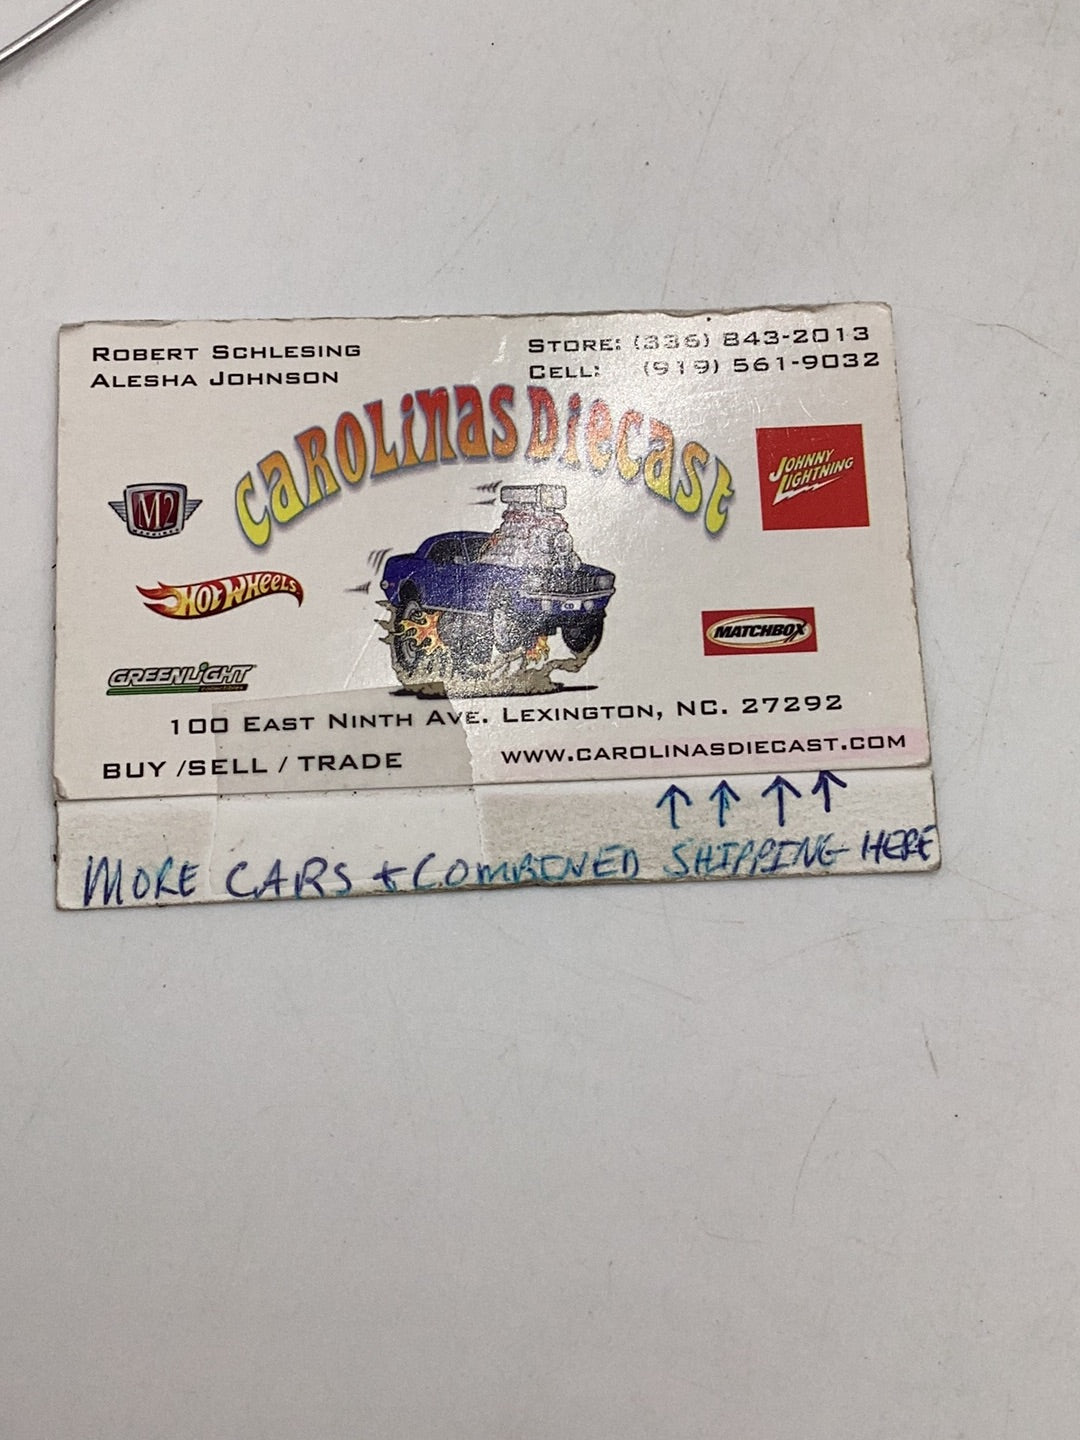 ROBERT SCHLESING
ALESHA JOHNSON
STORE: (336) 843-2013
CELL: (919) 561-9032
CAROLINAS DIECAST
M2
JOHNNY LIGHTNING
HOT WHEELS
MATCHBOX
GREENLIGHT
CD
100 EAST NINTH AVE. LEXINGTON, NC. 27292
BUY /SELL / TRADE
WWW.CAROLINASDIECAST.COM
MORE CARS + COMBINED SHIPPING HERE